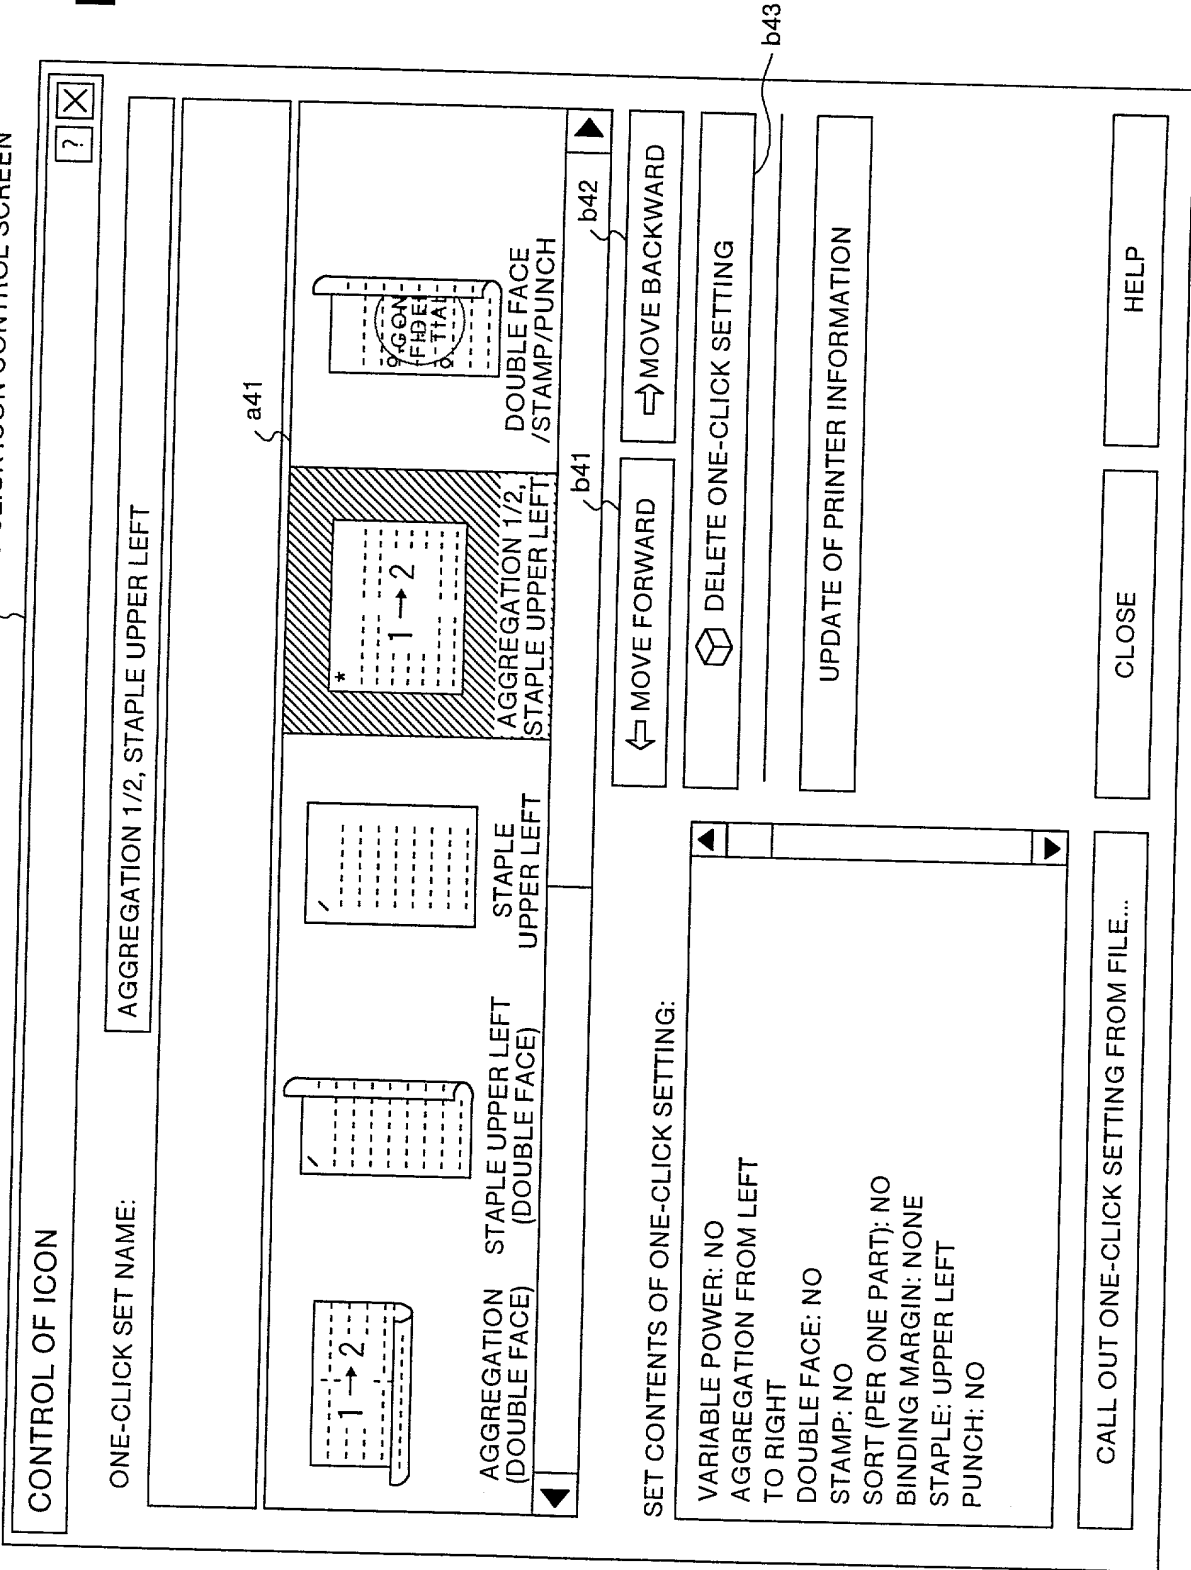 CONTROL SCREEN
CONTROL OF ICON
?
ONE-CLICK SET NAME:
AGGREGATION 1/2, STAPLE UPPER LEFT
a41
1 → 2
AGGREGATION
(DOUBLE FACE)
STAPLE UPPER LEFT
(DOUBLE FACE)
STAPLE
UPPER LEFT
*
1 → 2
AGGREGATION 1/2,
STAPLE UPPER LEFT
DOUBLE FACE
/STAMP/PUNCH
b41
b42
⇦ MOVE FORWARD
⇨ MOVE BACKWARD
DELETE ONE-CLICK SETTING
b43
UPDATE OF PRINTER INFORMATION
SET CONTENTS OF ONE-CLICK SETTING:
VARIABLE POWER: NO
AGGREGATION FROM LEFT
TO RIGHT
DOUBLE FACE: NO
STAMP: NO
SORT (PER ONE PART): NO
BINDING MARGIN: NONE
STAPLE: UPPER LEFT
PUNCH: NO
CALL OUT ONE-CLICK SETTING FROM FILE...
CLOSE
HELP